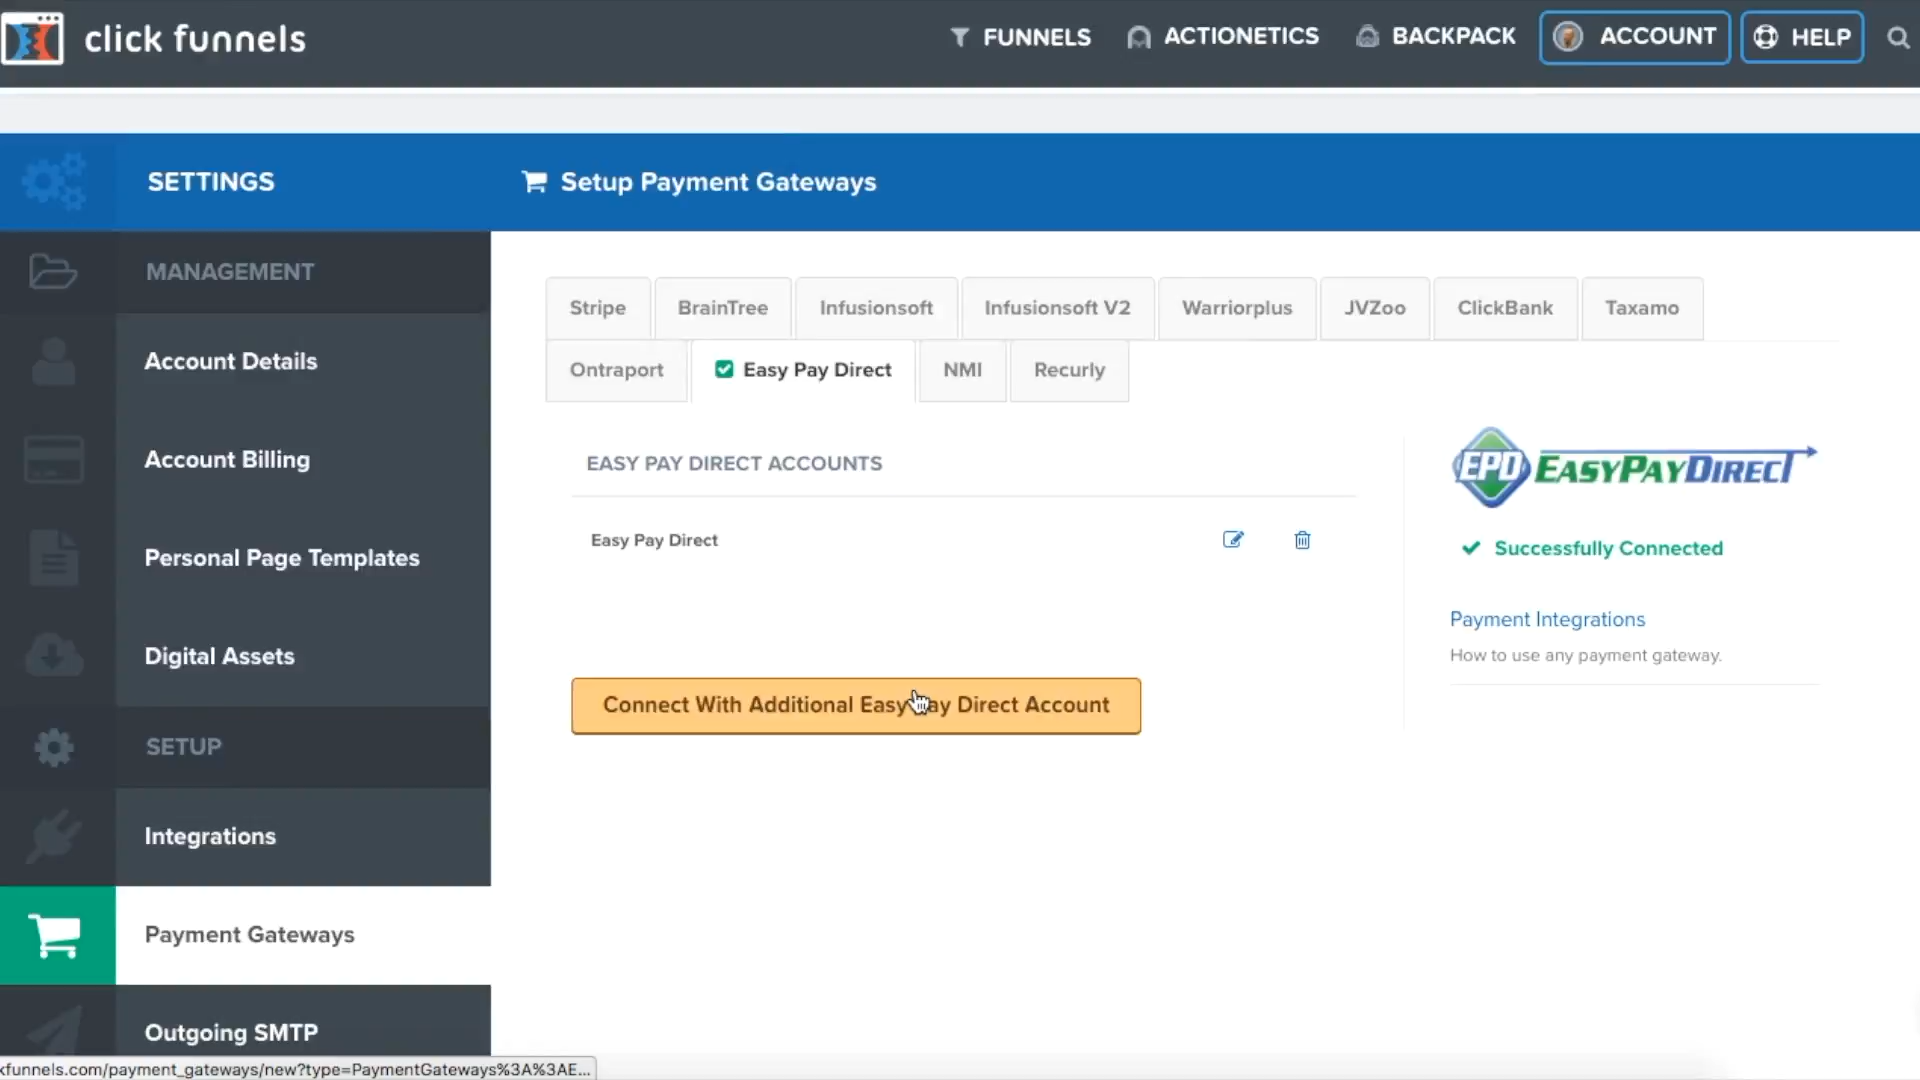 click funnels
FUNNELS
ACTIONETICS
BACKPACK
ACCOUNT
HELP
SETTINGS
Setup Payment Gateways
MANAGEMENT
Account Details
Account Billing
Personal Page Templates
Digital Assets
SETUP
Integrations
Payment Gateways
Outgoing SMTP
Stripe
BrainTree
Infusionsoft
Infusionsoft V2
Warriorplus
JVZoo
ClickBank
Taxamo
Ontraport
Easy Pay Direct
NMI
Recurly
EASY PAY DIRECT ACCOUNTS
Easy Pay Direct
Connect With Additional Easy Pay Direct Account
EPD EASYPAYDIRECT
Successfully Connected
Payment Integrations
How to use any payment gateway.
kfunnels.com/payment_gateways/new?type=PaymentGateways%3A%3AE...